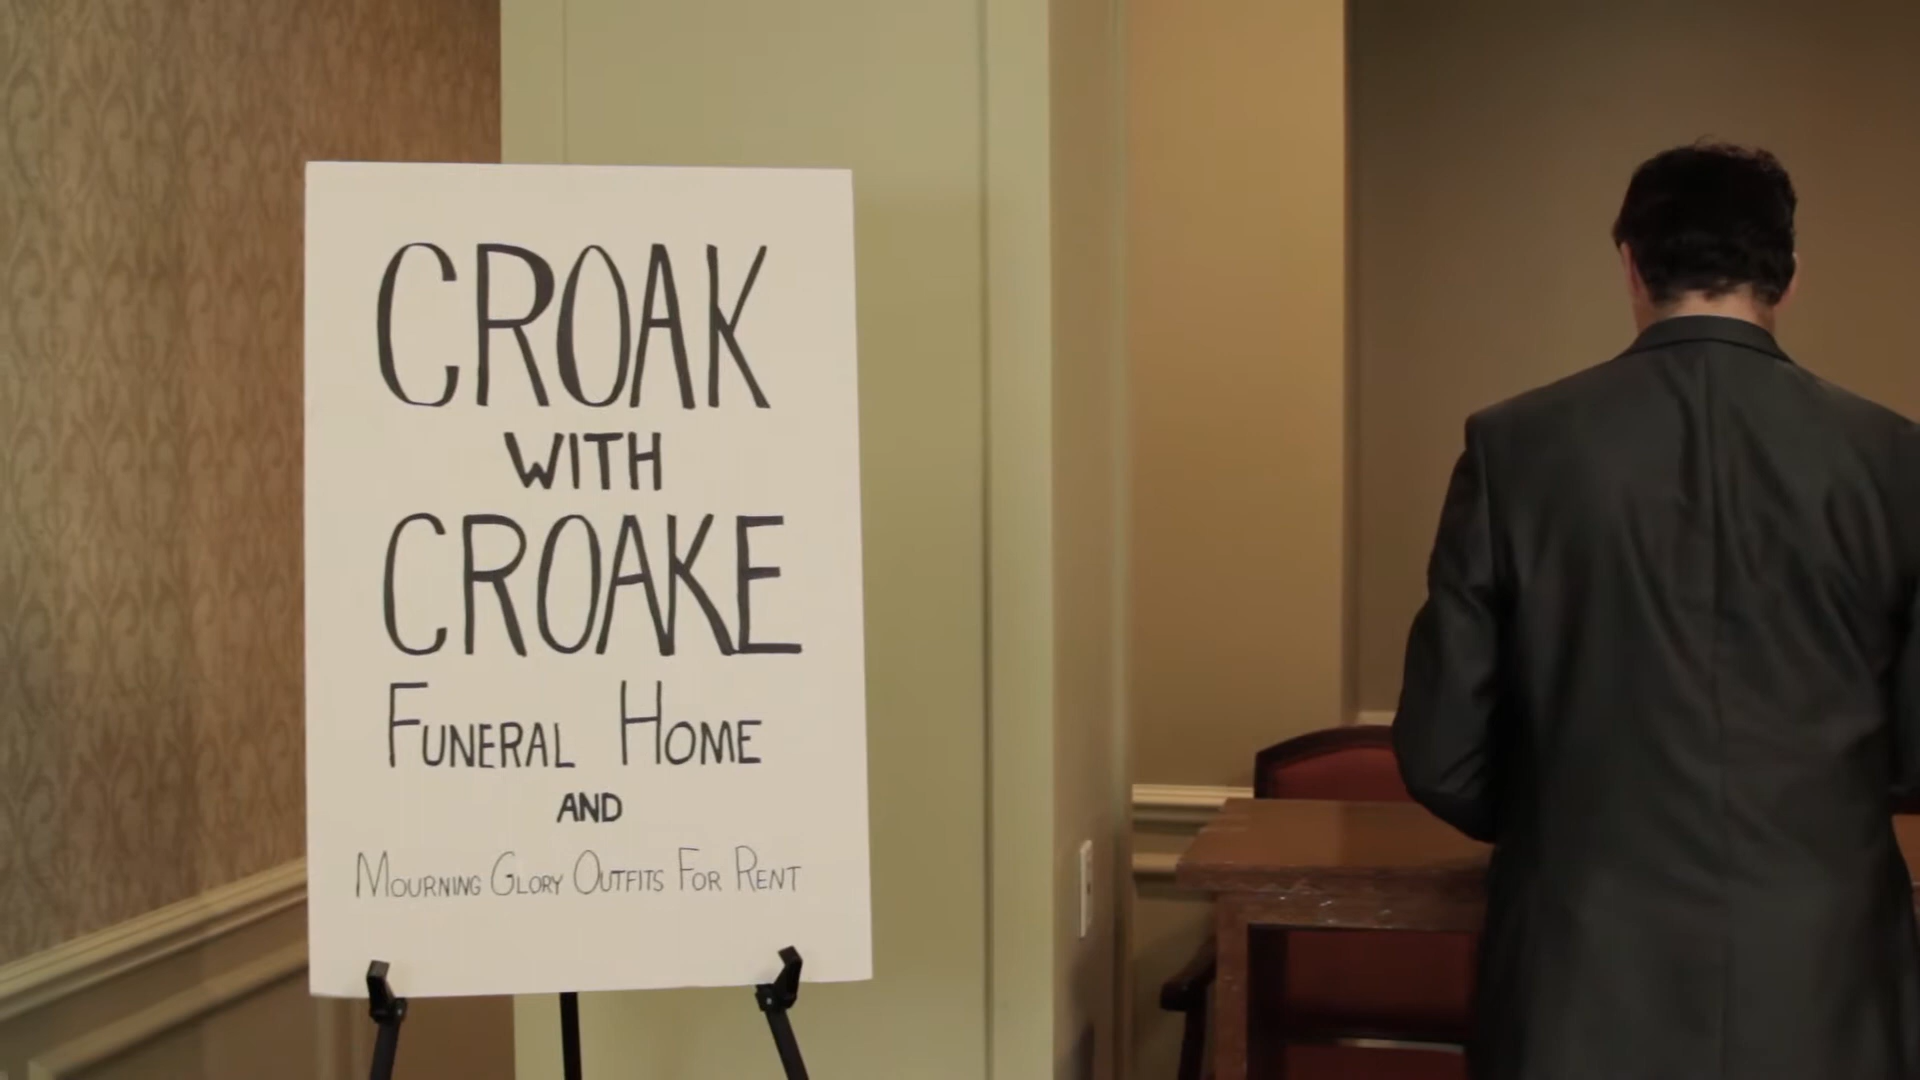 CROAK
WITH
CROAKE
FUNERAL HOME
AND
MOURNING GLORY OUTFITS FOR RENT